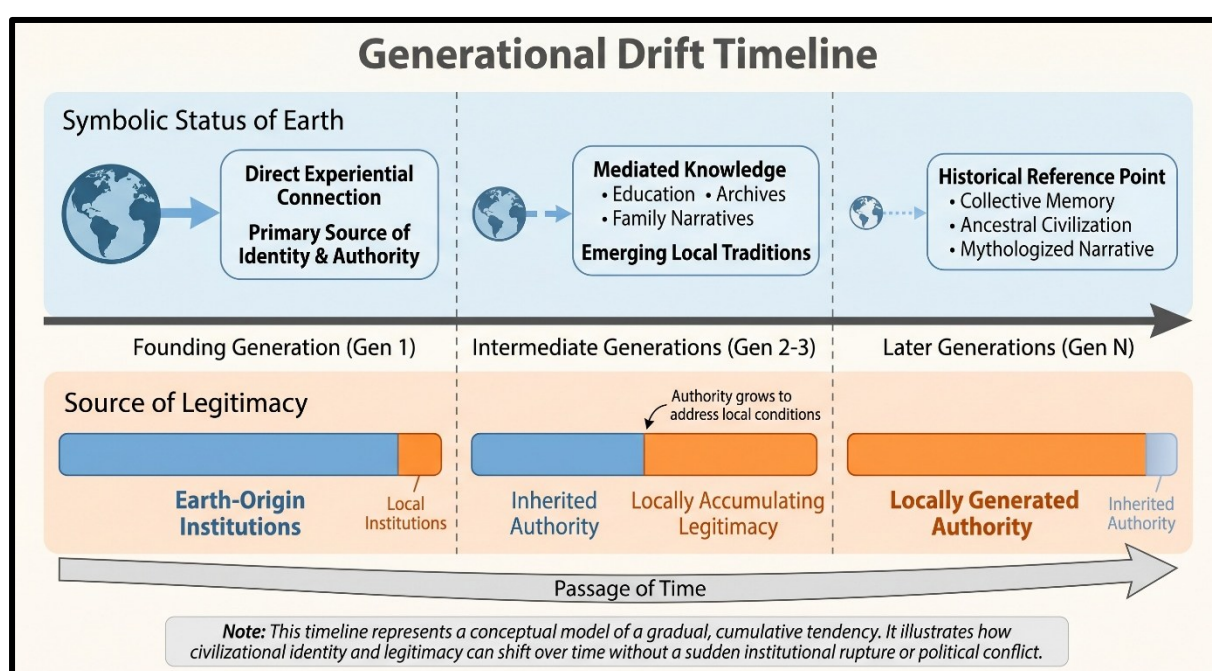 Generational Drift Timeline
Symbolic Status of Earth
Direct Experiential
Connection
Primary Source of
Identity & Authority
Mediated Knowledge
• Education • Archives
• Family Narratives
Emerging Local Traditions
Historical Reference Point
• Collective Memory
• Ancestral Civilization
• Mythologized Narrative
Founding Generation (Gen 1)
Intermediate Generations (Gen 2-3)
Later Generations (Gen N)
Source of Legitimacy
Authority grows to
address local conditions
Earth-Origin
Institutions
Local
Institutions
Inherited
Authority
Locally Accumulating
Legitimacy
Locally Generated
Authority
Inherited
Authority
Passage of Time
Note: This timeline represents a conceptual model of a gradual, cumulative tendency. It illustrates how
civilizational identity and legitimacy can shift over time without a sudden institutional rupture or political conflict.